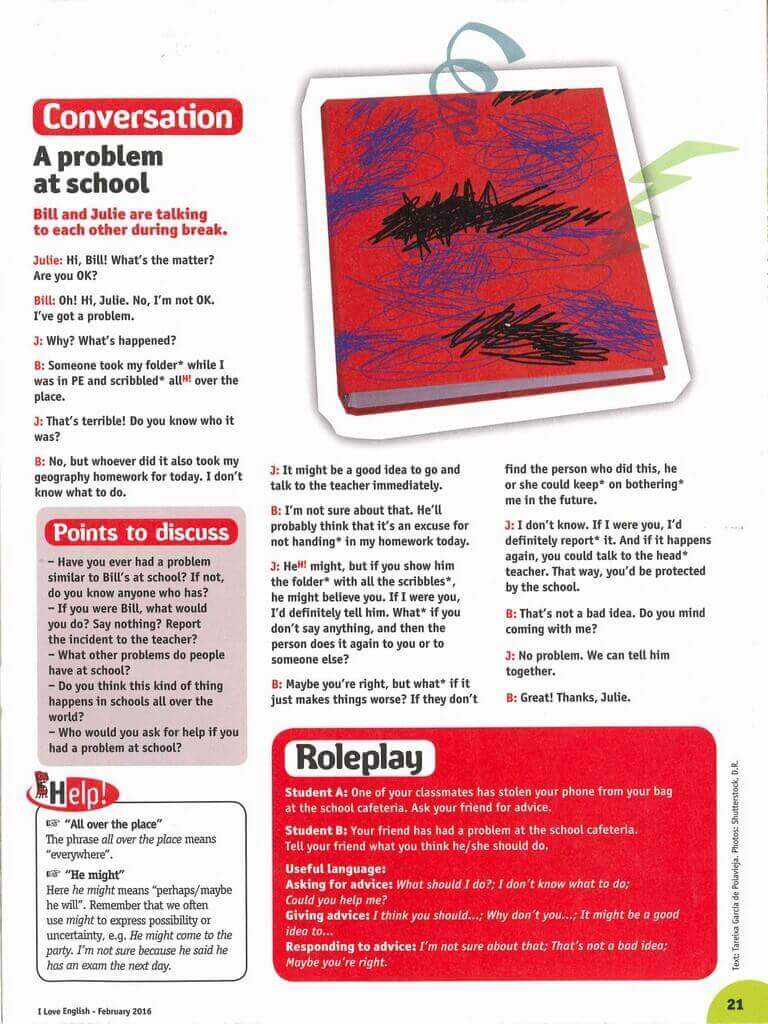 Conversation
A problem
at school
Bill and Julie are talking
to each other during break.
Julie: Hi, Bill! What's the matter?
Are you OK?
Bill: Oh! Hi, Julie. No, I'm not OK.
I've got a problem.
J: Why? What's happened?
B: Someone took my folder* while I
was in PE and scribbled* allH! over the
place.
J: That's terrible! Do you know who it
was?
B: No, but whoever did it also took my
geography homework for today. I don't
know what to do.
J: It might be a good idea to go and
talk to the teacher immediately.
B: I'm not sure about that. He'll
probably think that it's an excuse for
not handing* in my homework today.
J: HeH! might, but if you show him
the folder* with all the scribbles*,
he might believe you. If I were you,
I'd definitely tell him. What* if you
don't say anything, and then the
person does it again to you or to
someone else?
B: Maybe you're right, but what* if it
just makes things worse? If they don't
find the person who did this, he
or she could keep* on bothering*
me in the future.
J: I don't know. If I were you, I'd
definitely report* it. And if it happens
again, you could talk to the head*
teacher. That way, you'd be protected
by the school.
B: That's not a bad idea. Do you mind
coming with me?
J: No problem. We can tell him
together.
B: Great! Thanks, Julie.
Points to discuss
– Have you ever had a problem
similar to Bill's at school? If not,
do you know anyone who has?
– If you were Bill, what would
you do? Say nothing? Report
the incident to the teacher?
– What other problems do people
have at school?
– Do you think this kind of thing
happens in schools all over the
world?
– Who would you ask for help if you
had a problem at school?
Help!
☞ "All over the place"
The phrase all over the place means
"everywhere".
☞ "He might"
Here he might means "perhaps/maybe
he will". Remember that we often
use might to express possibility or
uncertainty, e.g. He might come to the
party. I'm not sure because he said he
has an exam the next day.
Roleplay
Student A: One of your classmates has stolen your phone from your bag
at the school cafeteria. Ask your friend for advice.
Student B: Your friend has had a problem at the school cafeteria.
Tell your friend what you think he/she should do.
Useful language:
Asking for advice: What should I do?; I don't know what to do;
Could you help me?
Giving advice: I think you should...; Why don't you...; It might be a good
idea to...
Responding to advice: I'm not sure about that; That's not a bad idea;
Maybe you're right.
Text: Tareixa García de Polavieja. Photos: Shutterstock, D.R.
I Love English - February 2016
21